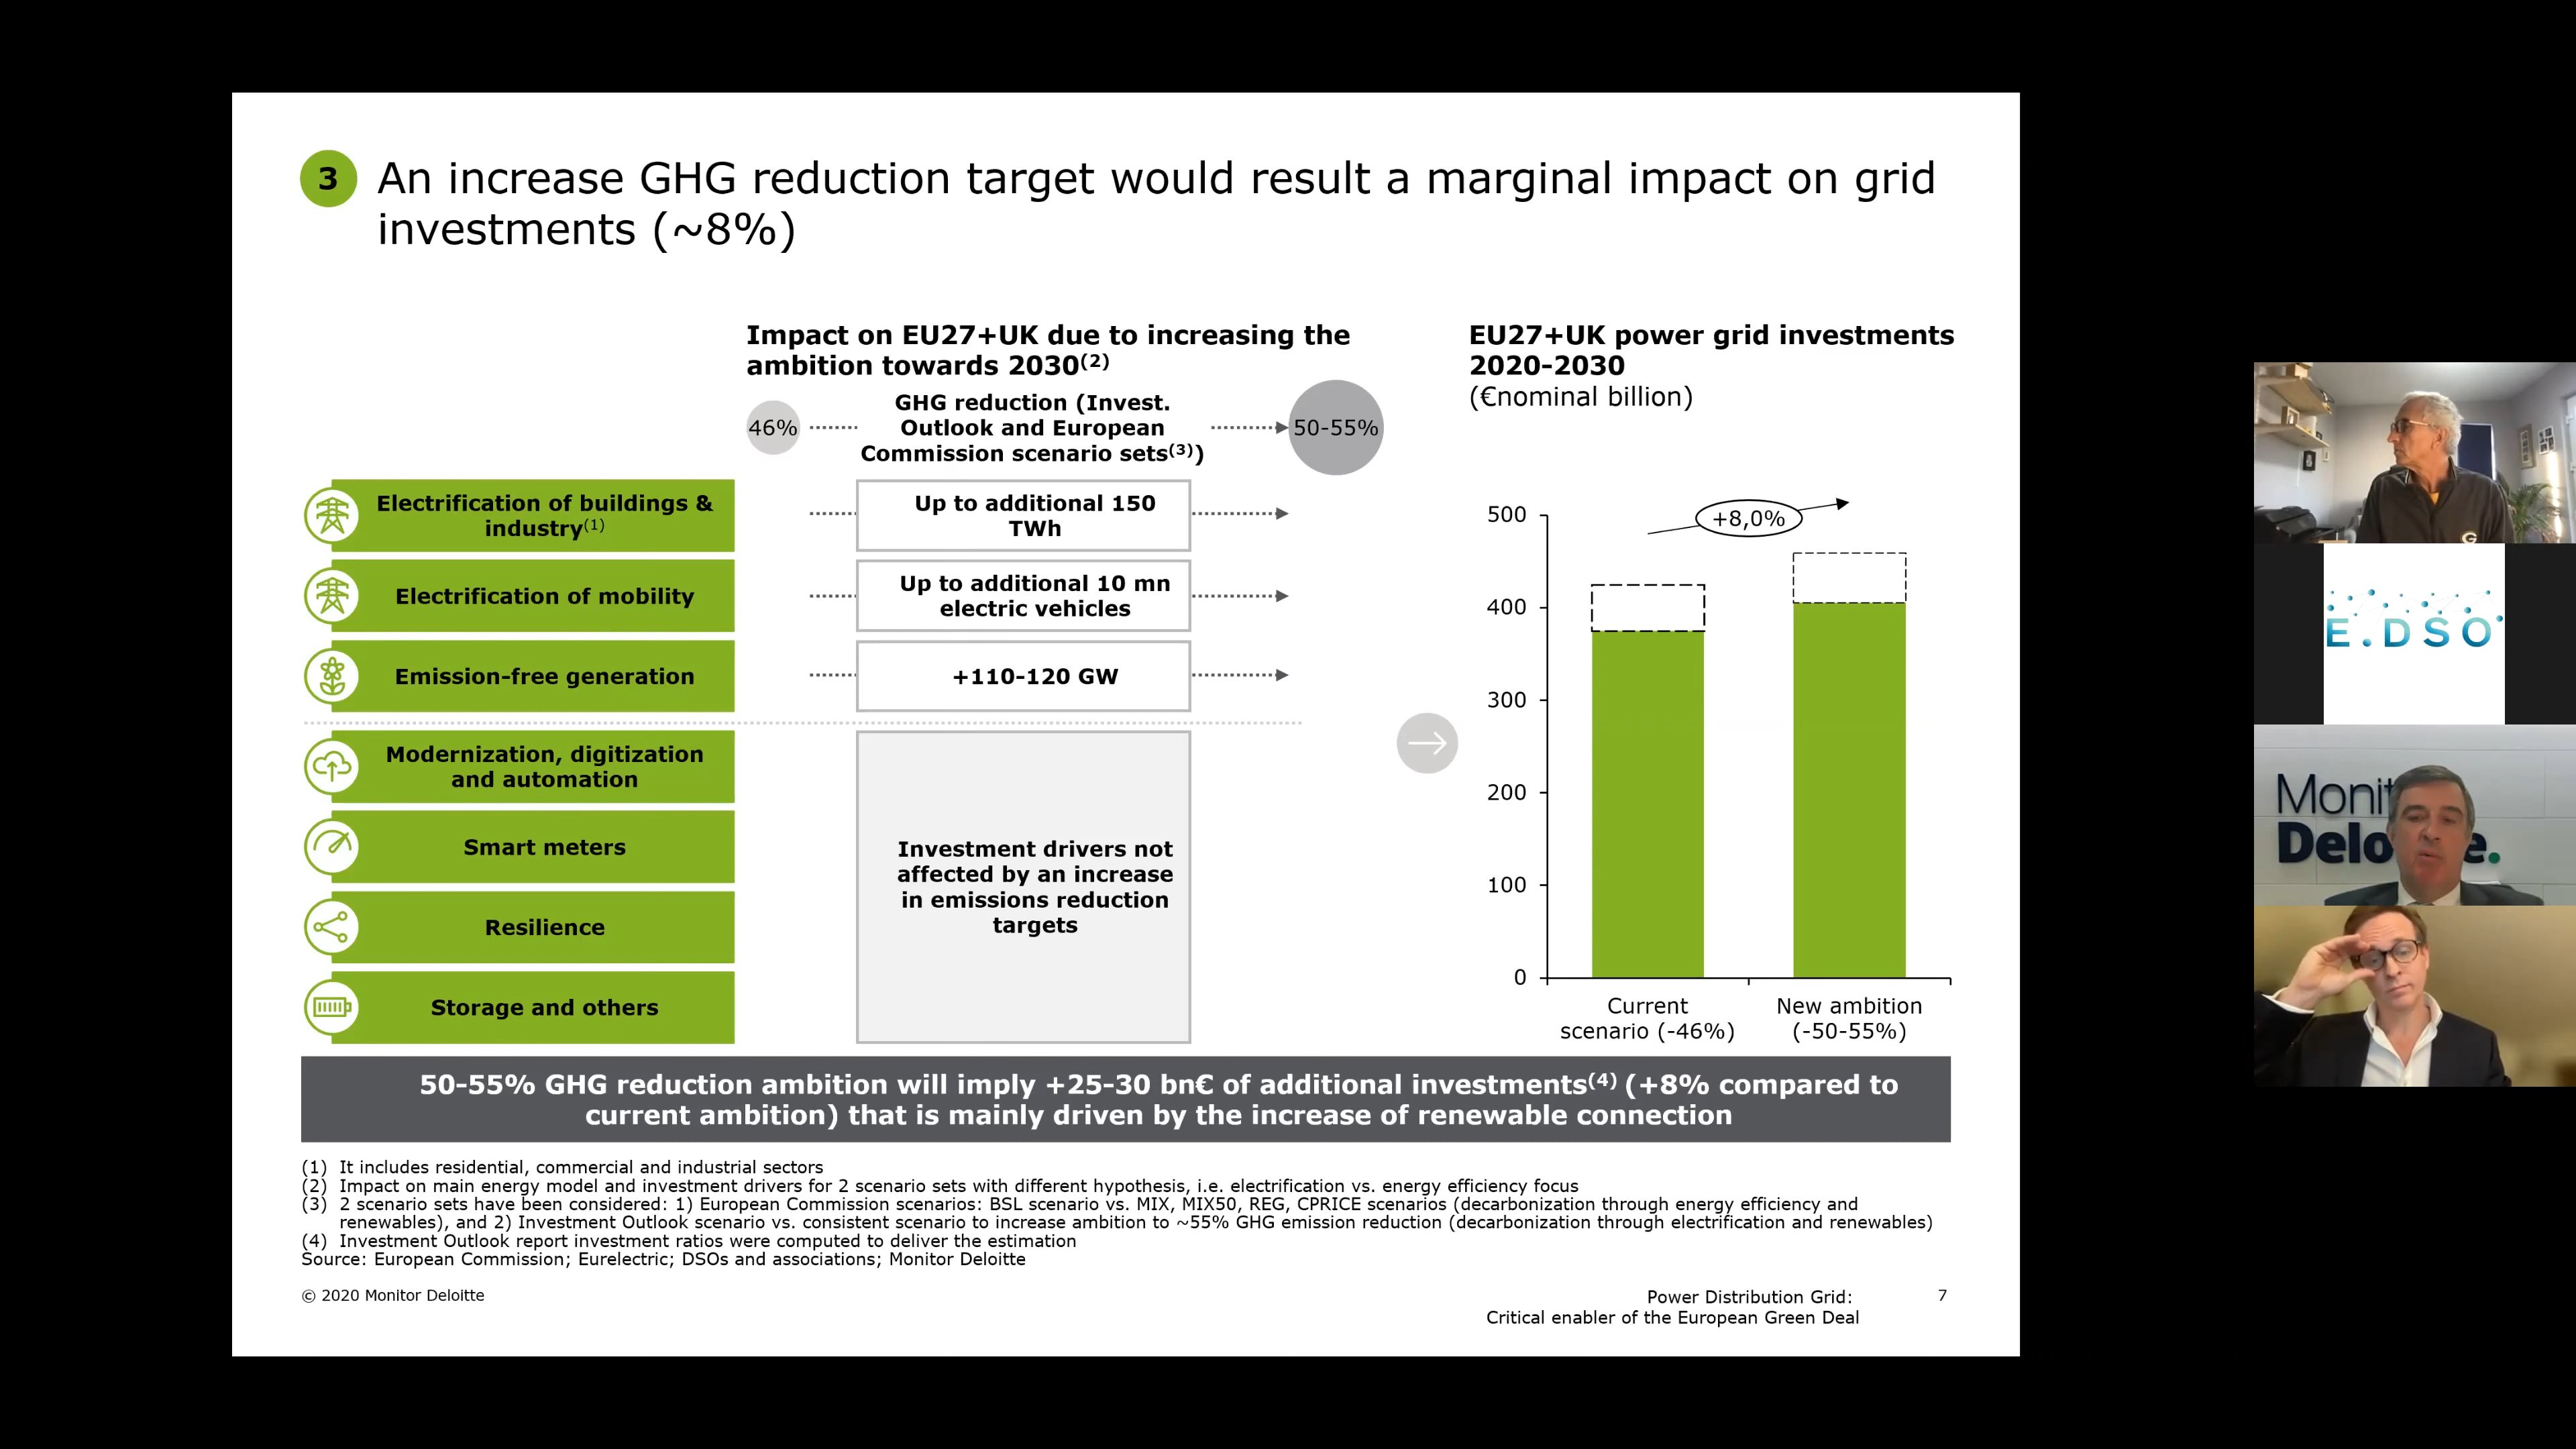 3
An increase GHG reduction target would result a marginal impact on grid
investments (~8%)
Impact on EU27+UK due to increasing the
ambition towards 2030(2)
46%
GHG reduction (Invest.
Outlook and European
Commission scenario sets(3))
50-55%
Electrification of buildings &
industry(1)
Up to additional 150
TWh
Electrification of mobility
Up to additional 10 mn
electric vehicles
Emission-free generation
+110-120 GW
Modernization, digitization
and automation
Smart meters
Resilience
Storage and others
Investment drivers not
affected by an increase
in emissions reduction
targets
EU27+UK power grid investments
2020-2030
(€nominal billion)
+8,0%
500
400
300
200
100
0
Current
scenario (-46%)
New ambition
(-50-55%)
50-55% GHG reduction ambition will imply +25-30 bn€ of additional investments(4) (+8% compared to
current ambition) that is mainly driven by the increase of renewable connection
(1) It includes residential, commercial and industrial sectors
(2) Impact on main energy model and investment drivers for 2 scenario sets with different hypothesis, i.e. electrification vs. energy efficiency focus
(3) 2 scenario sets have been considered: 1) European Commission scenarios: BSL scenario vs. MIX, MIX50, REG, CPRICE scenarios (decarbonization through energy efficiency and
renewables), and 2) Investment Outlook scenario vs. consistent scenario to increase ambition to ~55% GHG emission reduction (decarbonization through electrification and renewables)
(4) Investment Outlook report investment ratios were computed to deliver the estimation
Source: European Commission; Eurelectric; DSOs and associations; Monitor Deloitte
© 2020 Monitor Deloitte
Power Distribution Grid:
Critical enabler of the European Green Deal
7
G
E.DSO
Monit
Delo e.